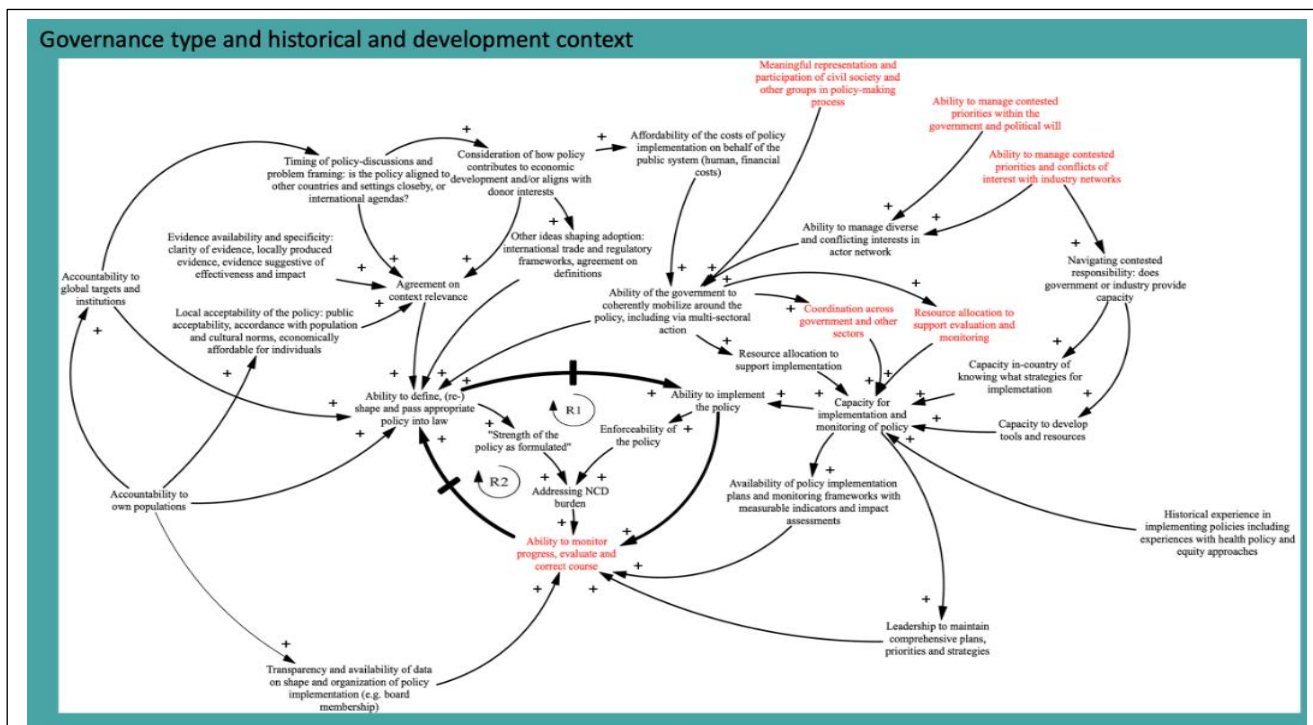 Governance type and historical and development context
Meaningful representation and
participation of civil society and
other groups in policy-making
process
Ability to manage contested
priorities within the
government and political will
Ability to manage contested
priorities and conflicts of
interest with industry networks
+
Timing of policy-discussions and
problem framing: is the policy aligned to
other countries and settings closeby, or
international agendas?
+
Consideration of how policy
contributes to economic
development and/or aligns with
donor interests
+
Affordability of the costs of policy
implementation on behalf of the
public system (human, financial
costs)
+
+
Ability to manage diverse
and conflicting interests in
actor network
+
Navigating contested
responsibility: does
government or industry provide
capacity
Evidence availability and specificity:
clarity of evidence, locally produced
evidence, evidence suggestive of
effectiveness and impact
+
+
+
+
Other ideas shaping adoption:
international trade and regulatory
frameworks, agreement on
definitions
Accountability to
global targets and
institutions
+
Agreement on
context relevance
+
Local acceptability of the policy: public
acceptability, accordance with population
and cultural norms, economically
affordable for individuals
+
+
+
Ability of the government to
coherently mobilize around the
policy, including via multi-sectoral
action
+
Coordination across
government and other
sectors
+
Resource allocation to
support evaluation and
monitoring
+
Resource allocation to
support implementation
+
Capacity in-country of
knowing what strategies for
implemetation
+
Capacity to develop
tools and resources
+
+
+
+
+
Ability to define, (re-)
shape and pass appropriate
policy into law
+
+
+
R1
+
Ability to implement
the policy
+
+
+
+
+
Capacity for
implementation and
monitoring of policy
+
+
+
"Strength of the
policy as formulated"
Enforceability of
the policy
+
R2
+
+
Addressing NCD
burden
+
Availability of policy implementation
plans and monitoring frameworks with
measurable indicators and impact
assessments
Accountability to
own populations
Historical experience in
implementing policies including
experiences with health policy and
equity approaches
+
+
Ability to monitor
progress, evaluate and
correct course
+
+
+
+
Leadership to maintain
comprehensive plans,
priorities and strategies
+
Transparency and availability of data
on shape and organization of policy
implementation (e.g. board
membership)